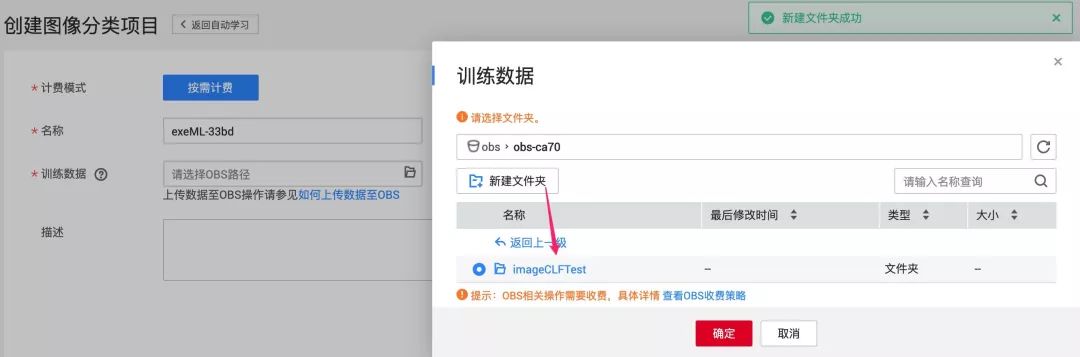 创建图像分类项目
返回自动学习
新建文件夹成功
* 计费模式
按需计费
* 名称
exeML-33bd
* 训练数据
请选择OBS路径
上传数据至OBS操作请参见如何上传数据至OBS
描述
训练数据
请选择文件夹。
obs > obs-ca70
新建文件夹
请输入名称查询
名称 最后修改时间 类型 大小
返回上一级
imageCLFTest -- 文件夹 --
提示：OBS相关操作需要收费，具体详情 查看OBS收费策略
确定 取消